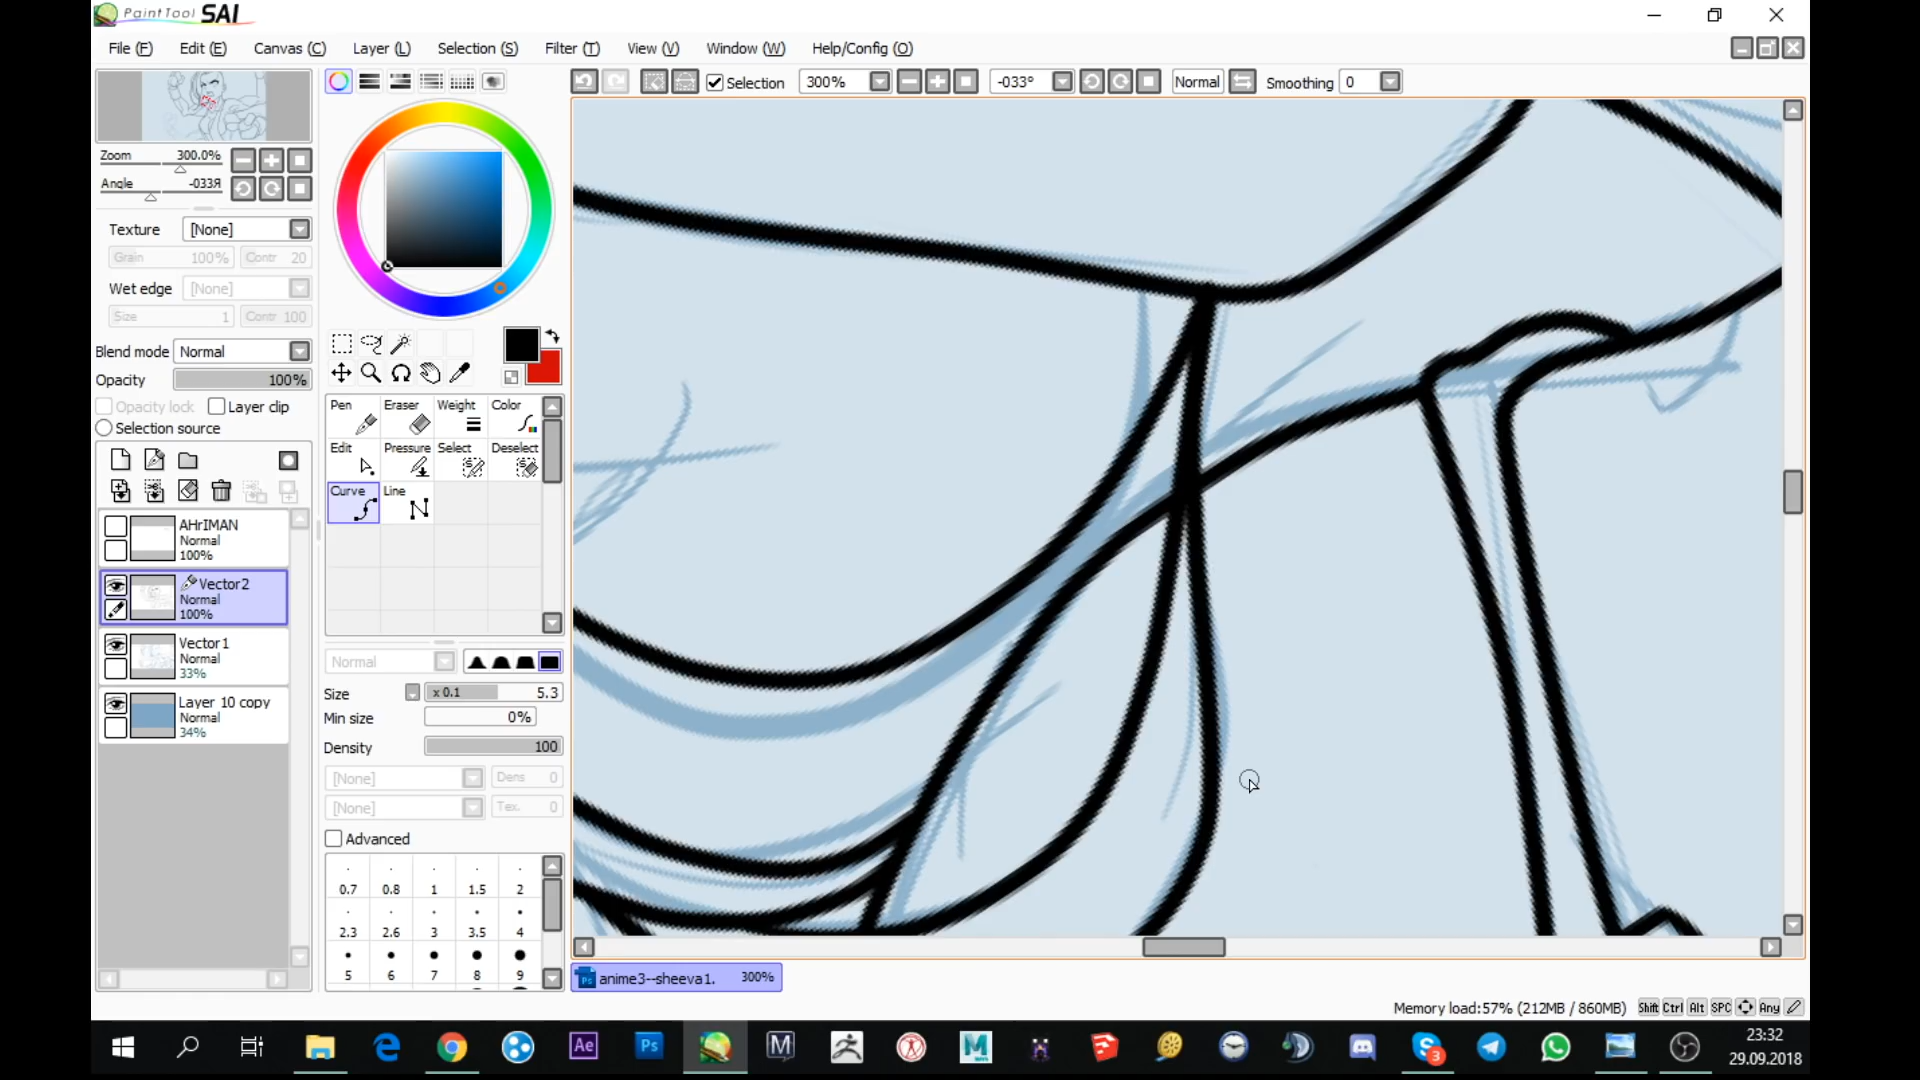 PaintTool SAI
File (F) Edit (E) Canvas (C) Layer (L) Selection (S) Filter (T) View (V) Window (W) Help/Config (O)
Selection 300% -033° Normal Smoothing 0
Zoom 300.0%
Angle -033Я
Texture [None]
Grain 100% Contr 20
Wet edge [None]
Size 1 Contr 100
Blend mode Normal
Opacity 100%
Opacity lock Layer clip
Selection source
AHrIMAN
Normal
100%
Vector2
Normal
100%
Vector1
Normal
33%
Layer 10 copy
Normal
34%
Pen Eraser Weight Color
Edit Pressure Select Deselect
Curve Line
Normal
Size x 0.1 5.3
Min size 0%
Density 100
[None] Dens 0
[None] Tex. 0
Advanced
0.7 0.8 1 1.5 2
2.3 2.6 3 3.5 4
5 6 7 8 9
anime3--sheeva1. 300%
Memory load:57% (212MB / 860MB) Shift Ctrl Alt SPC Any
Ae Ps M M 3
23:32
29.09.2018